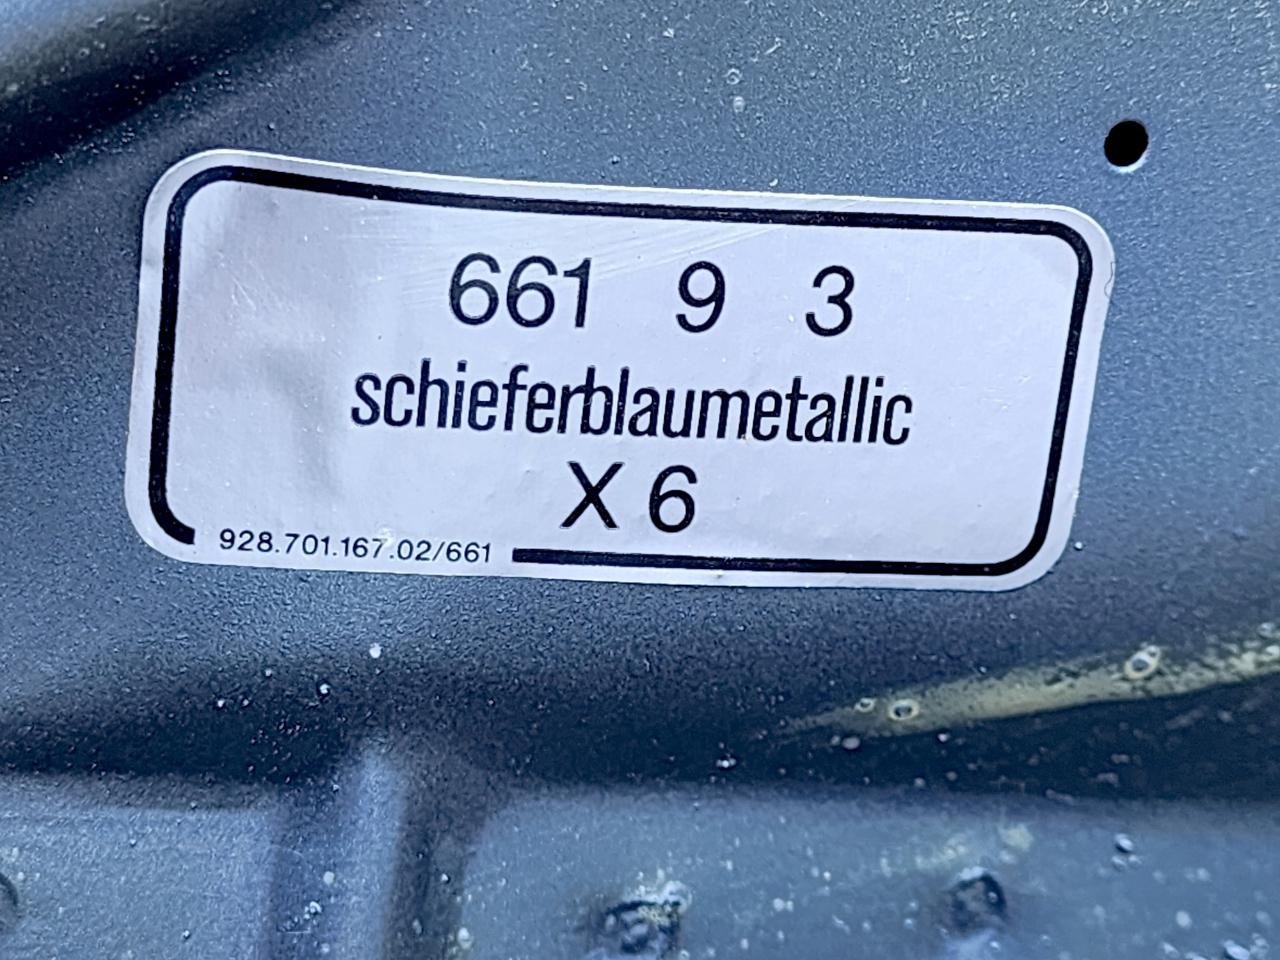 661 9 3
schieferblaumetallic
X 6
928.701.167.02/661